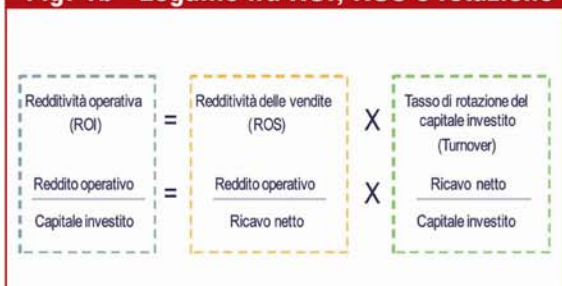 Redditività operativa
(ROI)
=
Redditività delle vendite
(ROS)
X
Tasso di rotazione del
capitale investito
(Turnover)
Reddito operativo
Capitale investito
=
Reddito operativo
Ricavo netto
X
Ricavo netto
Capitale investito